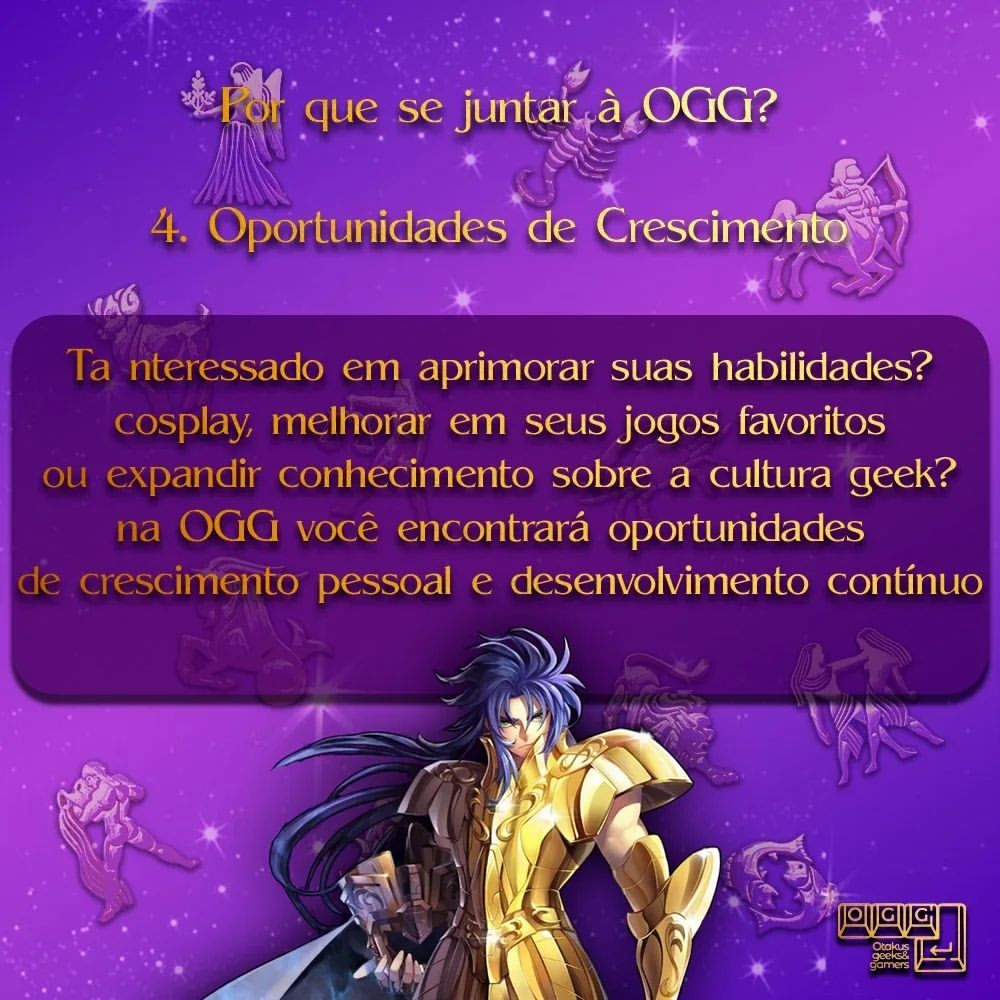 Por que se juntar à OGG?
4. Oportunidades de Crescimento
Ta nteressado em aprimorar suas habilidades?
cosplay, melhorar em seus jogos favoritos
ou expandir conhecimento sobre a cultura geek?
na OGG você encontrará oportunidades
de crescimento pessoal e desenvolvimento contínuo
OGG
Otakus
geeks&
gamers